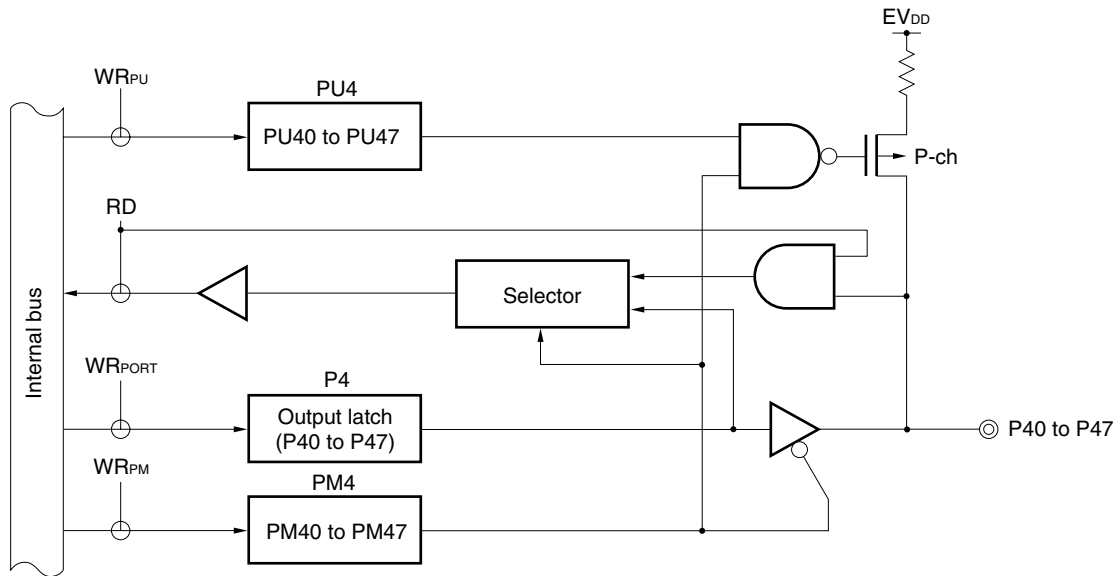 EVDD
WRPU
PU4
PU40 to PU47
P-ch
RD
Selector
Internal bus
WRPORT
P4
Output latch
(P40 to P47)
P40 to P47
WRPM
PM4
PM40 to PM47